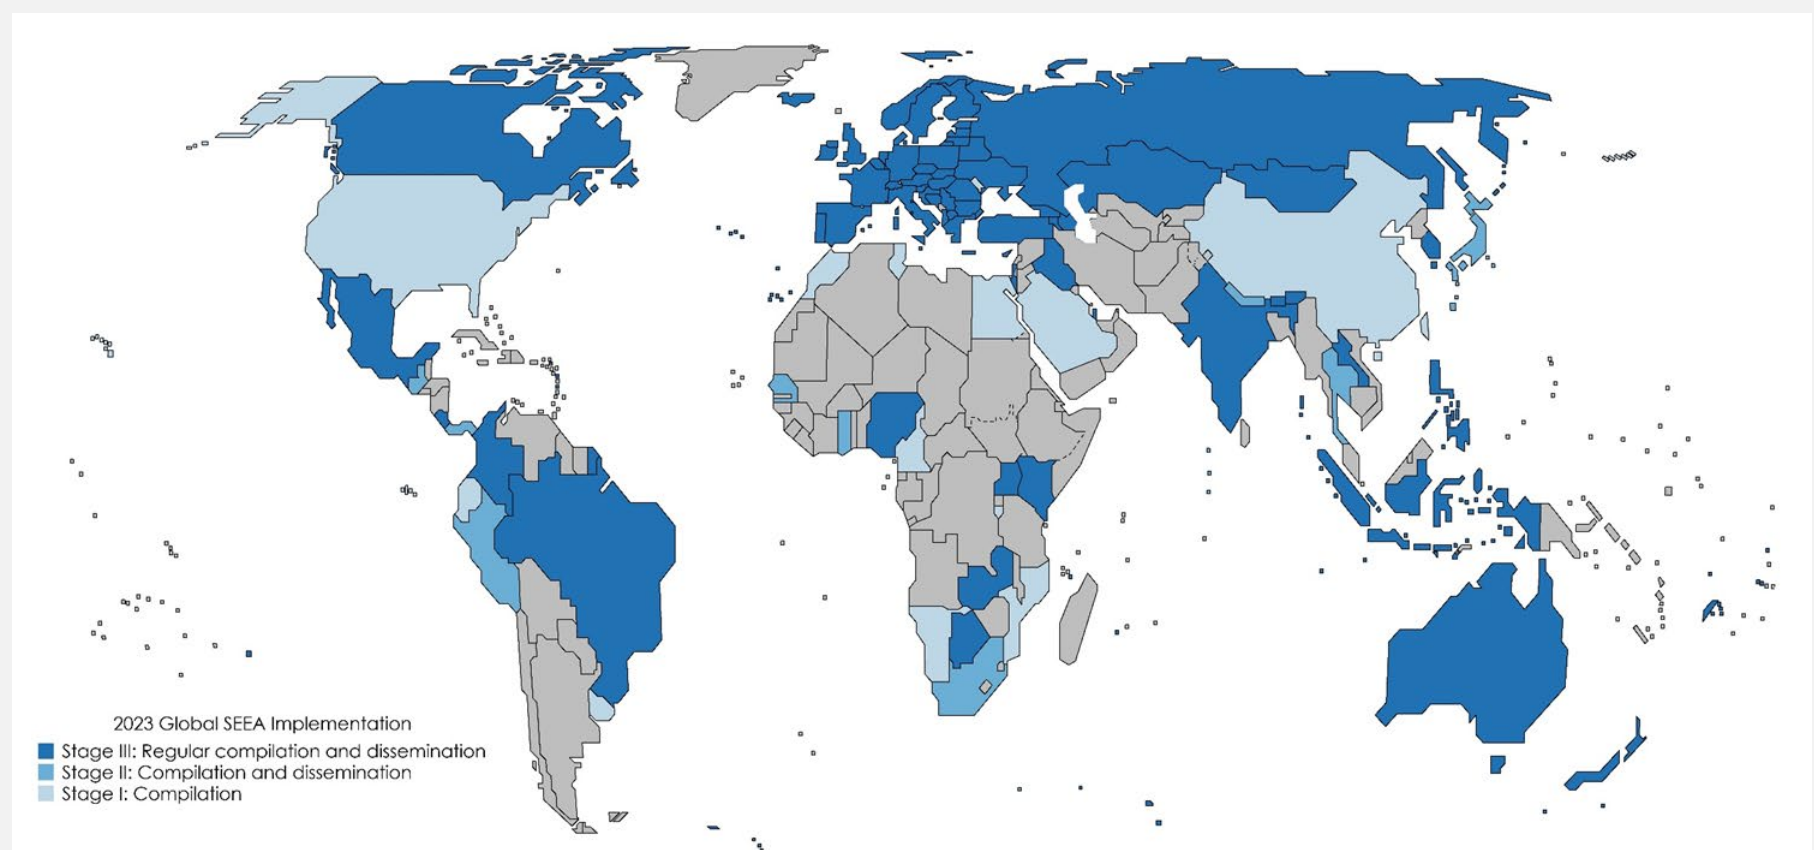 2023 Global SEEA Implementation
Stage III: Regular compilation and dissemination
Stage II: Compilation and dissemination
Stage I: Compilation